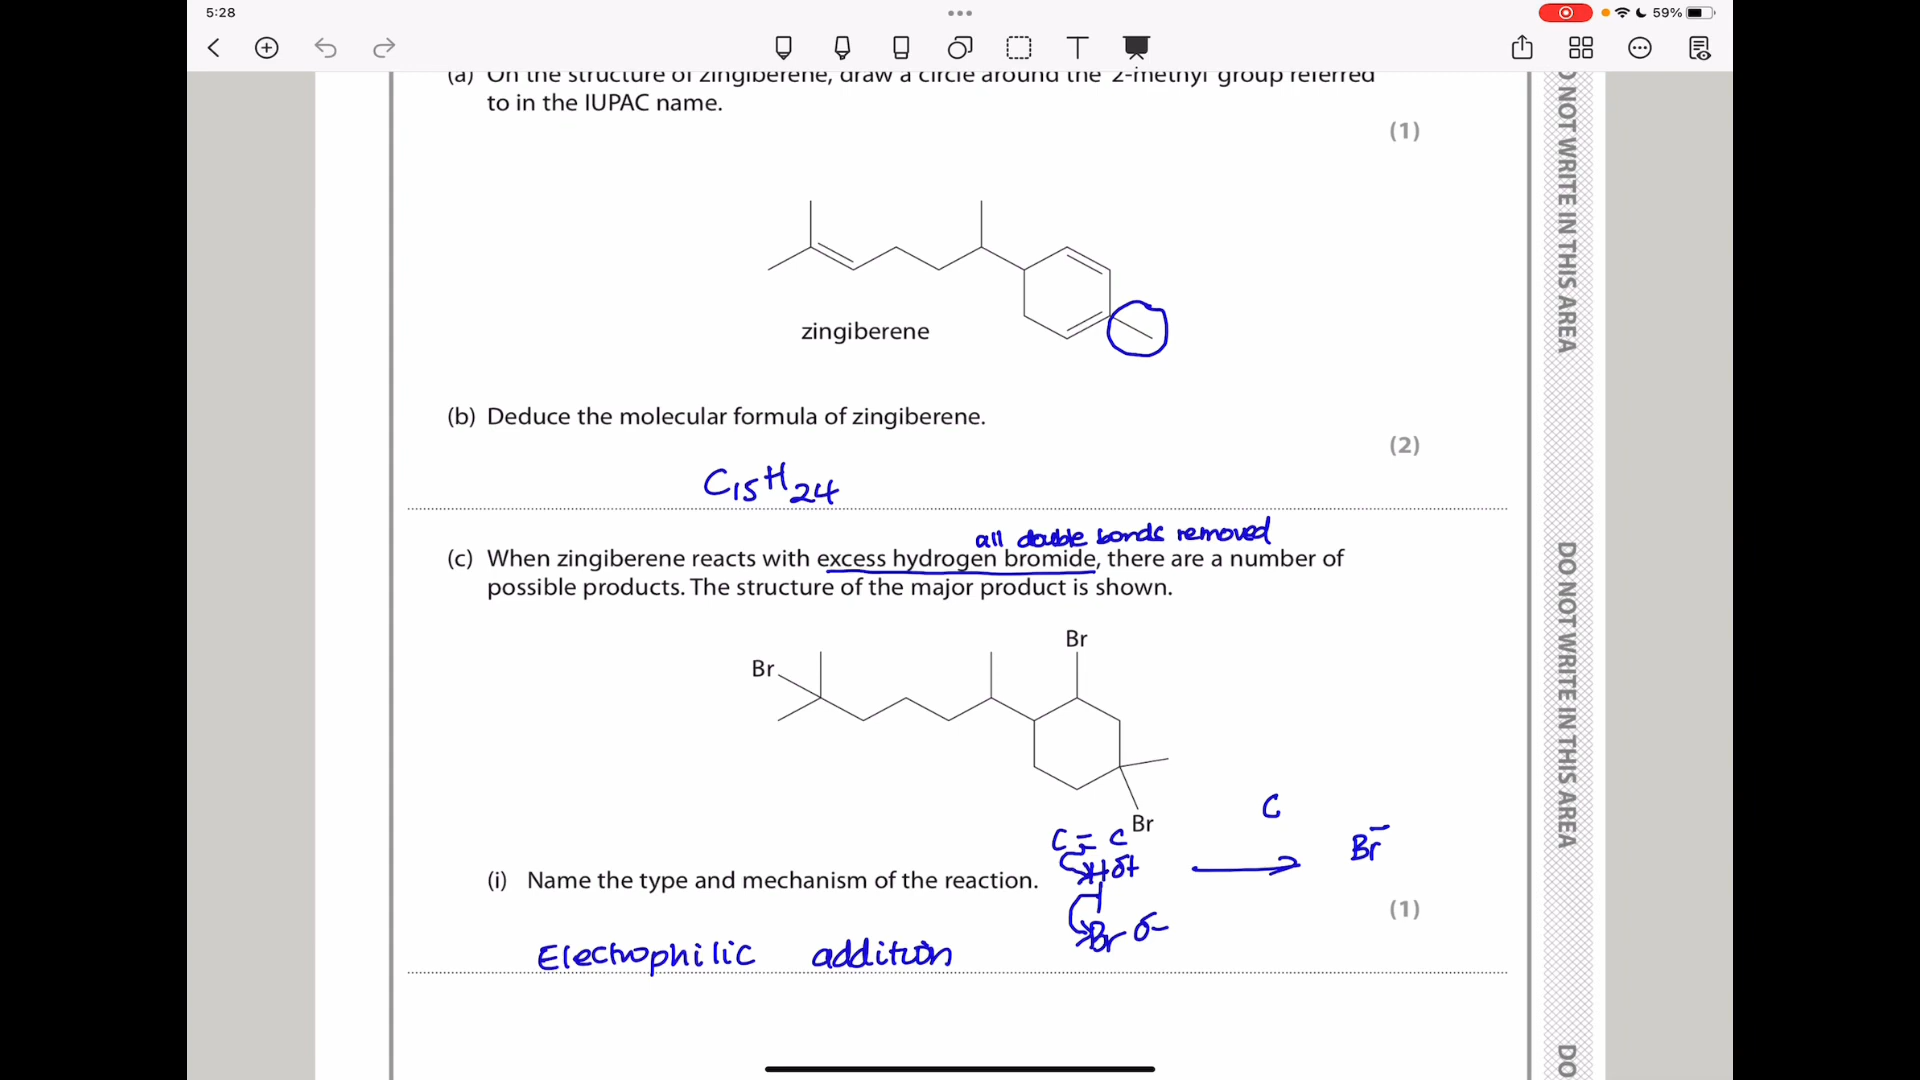 5:28
59%
(a) On the structure of zingiberene, draw a circle around the '2-methyl' group referred
to in the IUPAC name.
(1)
zingiberene
(b) Deduce the molecular formula of zingiberene.
(2)
C15H24
all double bonds removed
(c) When zingiberene reacts with excess hydrogen bromide, there are a number of
possible products. The structure of the major product is shown.
Br
Br
Br
C
C = C
Br-
Hδ+
(i) Name the type and mechanism of the reaction.
(1)
Br δ-
Electrophilic addition
DO NOT WRITE IN THIS AREA
DO NOT WRITE IN THIS AREA
DO